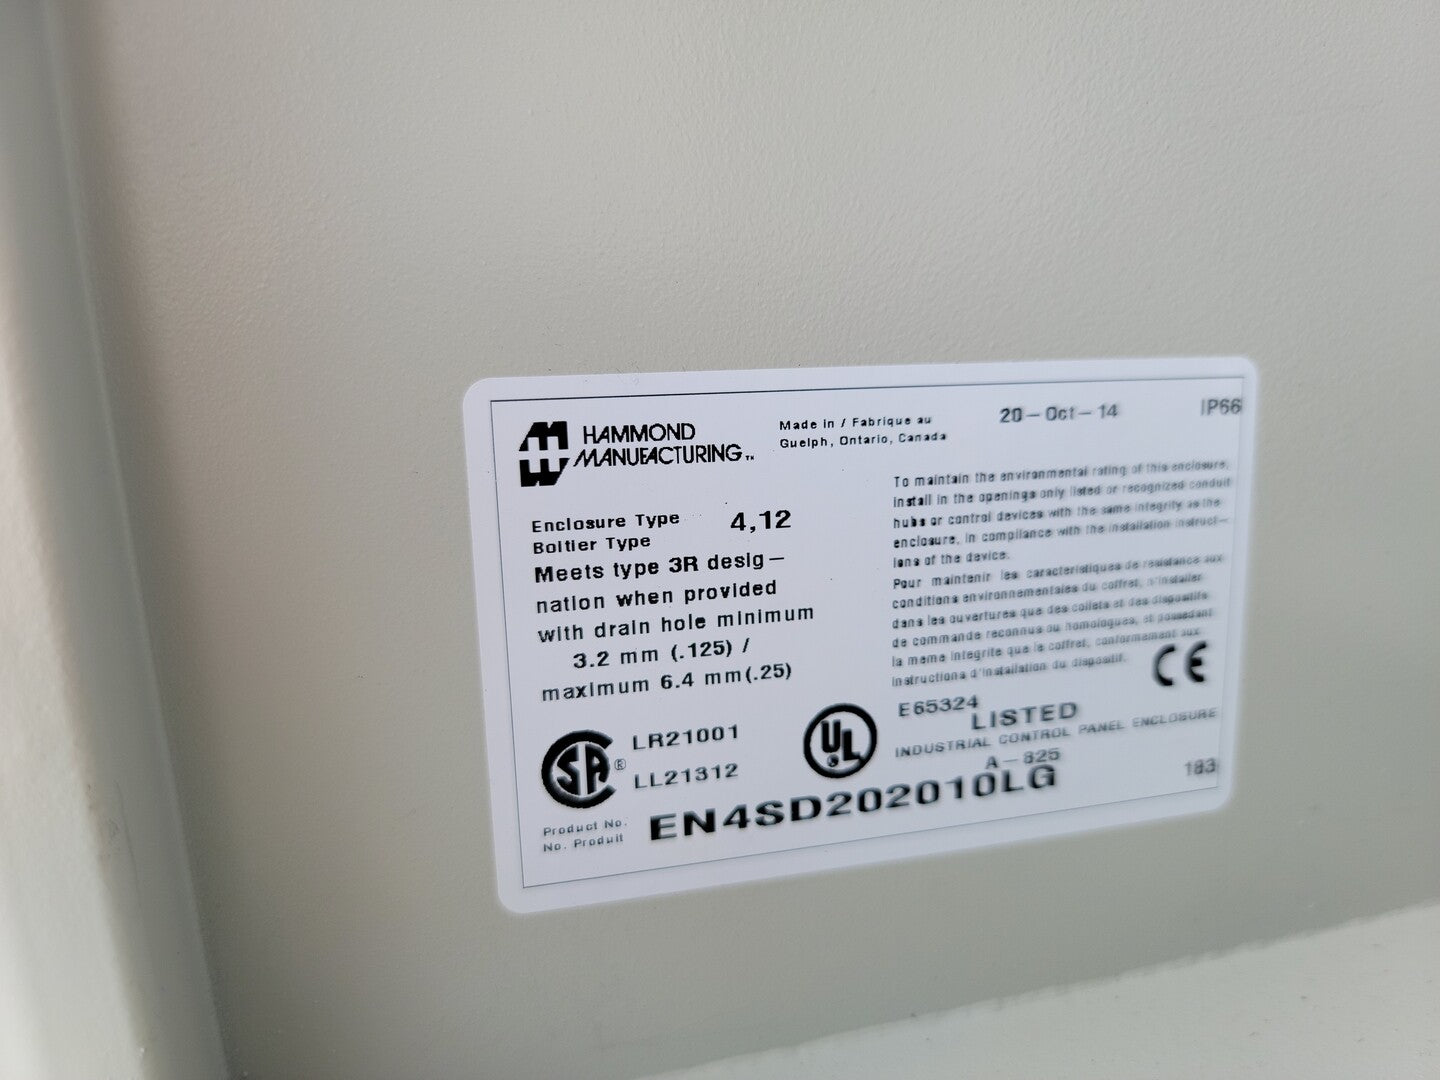 HAMMOND
MANUFACTURING™
Made in / Fabrique au
Guelph, Ontario, Canada
20-Oct-14
IP66
Enclosure Type 4,12
Boitier Type
Meets type 3R desig-
nation when provided
with drain hole minimum
3.2 mm (.125) /
maximum 6.4 mm(.25)
To maintain the environmental rating of this enclosure,
install in the openings only listed or recognized conduit
hubs or control devices with the same integrity as the
enclosure, in compliance with the installation instruct-
ions of the device.
Pour maintenir les caracteristiques de resistance aux
conditions environnementales du coffret, n'installer
dans les ouvertures que des collets et des dispositifs
de commande reconnus ou homologues, et possedant
la meme integrite que le coffret, conformement aux
instructions d'installation du dispositif.
CE
SA®
LR21001
LL21312
UL
E65324
LISTED
INDUSTRIAL CONTROL PANEL ENCLOSURE
A-825
183
Product No.
No. Produit
EN4SD202010LG